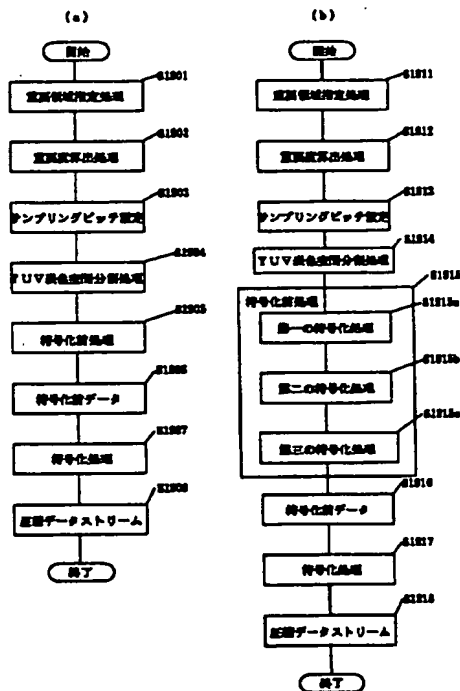 (a)
開始
S1901
重要領域指定処理
S1902
重要度算出処理
S1903
サンプリングピッチ設定
S1904
YUV表色空間分割処理
S1905
符号化前処理
S1906
符号化前データ
S1907
符号化処理
S1908
圧縮データストリーム
終了
(b)
開始
S1911
重要領域指定処理
S1912
重要度算出処理
S1913
サンプリングピッチ設定
S1914
YUV表色空間分割処理
S1915
符号化前処理
S1915a
第一の符号化処理
S1915b
第二の符号化処理
S1915c
第三の符号化処理
S1916
符号化前データ
S1917
符号化処理
S1918
圧縮データストリーム
終了